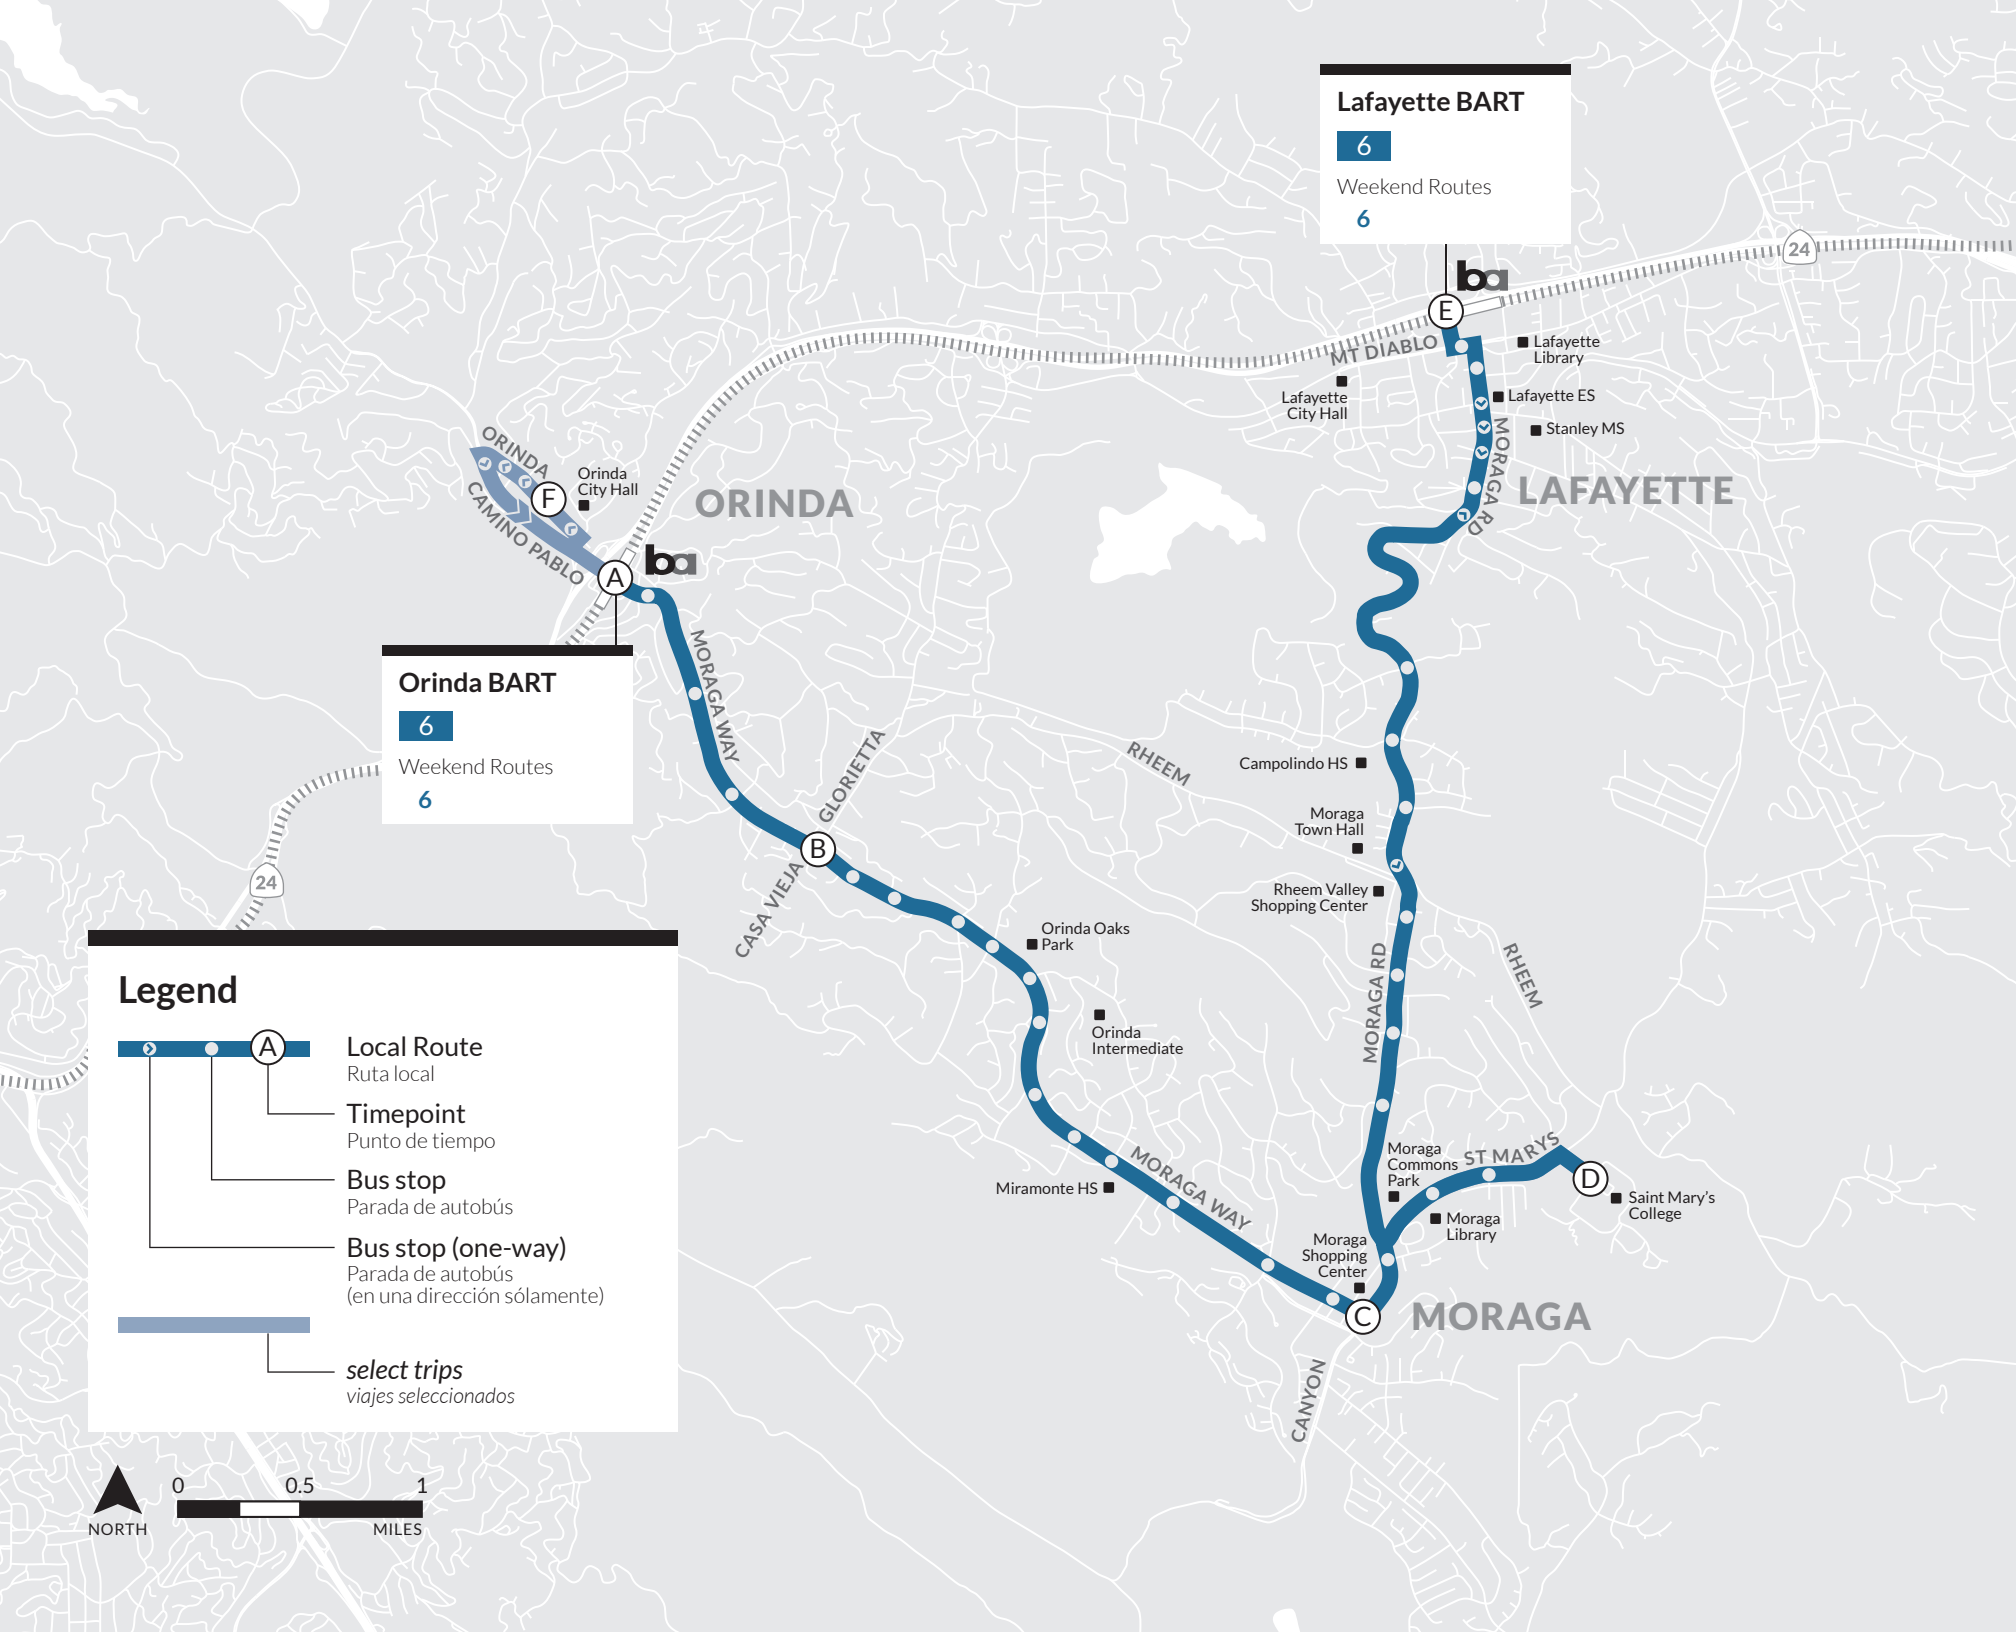 Lafayette BART
6
Weekend Routes
6
24
ba
E
MT DIABLO
Lafayette
Library
Lafayette
City Hall
Lafayette ES
Stanley MS
MORAGA RD
LAFAYETTE
ORINDA
Orinda
City Hall
F
CAMINO PABLO
ORINDA
ba
A
Orinda BART
6
Weekend Routes
6
MORAGA WAY
GLORIETTA
B
CASA VIEJA
RHEEM
Campolindo HS
Moraga
Town Hall
Rheem Valley
Shopping Center
24
Orinda Oaks
Park
Orinda
Intermediate
MORAGA RD
RHEEM
Miramonte HS
MORAGA WAY
Moraga
Commons
Park
ST MARYS
D
Saint Mary’s
College
Moraga
Library
Moraga
Shopping
Center
C
MORAGA
CANYON
Legend
A
Local Route
Ruta local
Timepoint
Punto de tiempo
Bus stop
Parada de autobús
Bus stop (one-way)
Parada de autobús
(en una dirección sólamente)
select trips
viajes seleccionados
0 0.5 1
NORTH
MILES